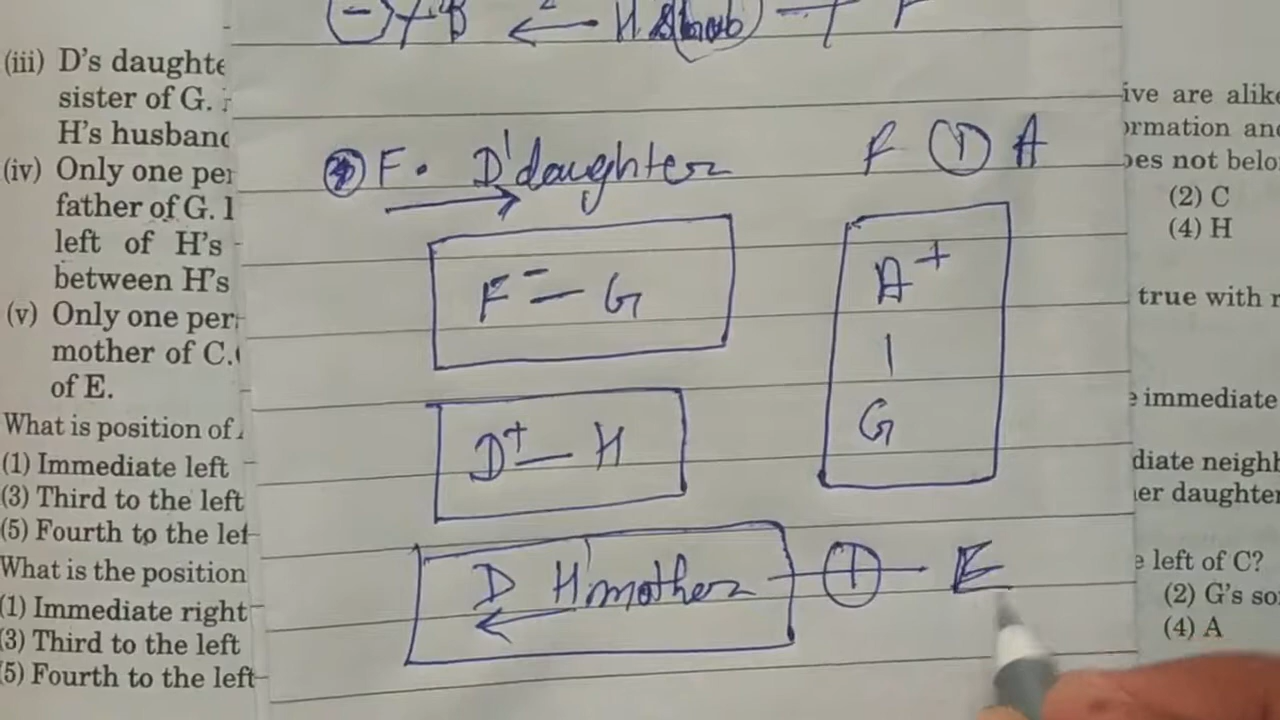 (iii) D's daughte
sister of G.
H's husband
(iv) Only one per
father of G. I
left of H's
between H's
(v) Only one per
mother of C.
of E.
What is position of
(1) Immediate left
(3) Third to the left
(5) Fourth to the lef
What is the position
(1) Immediate right
(3) Third to the left
(5) Fourth to the left
F. D'daughter
F 1 A
F⁻ — G
A⁺
|
G
D⁺ — H
D H'mother — 1 — E
ive are alike
ormation and
oes not belo
(2) C
(4) H
true with r
e immediate
diate neighb
er daughter
e left of C?
(2) G's so
(4) A